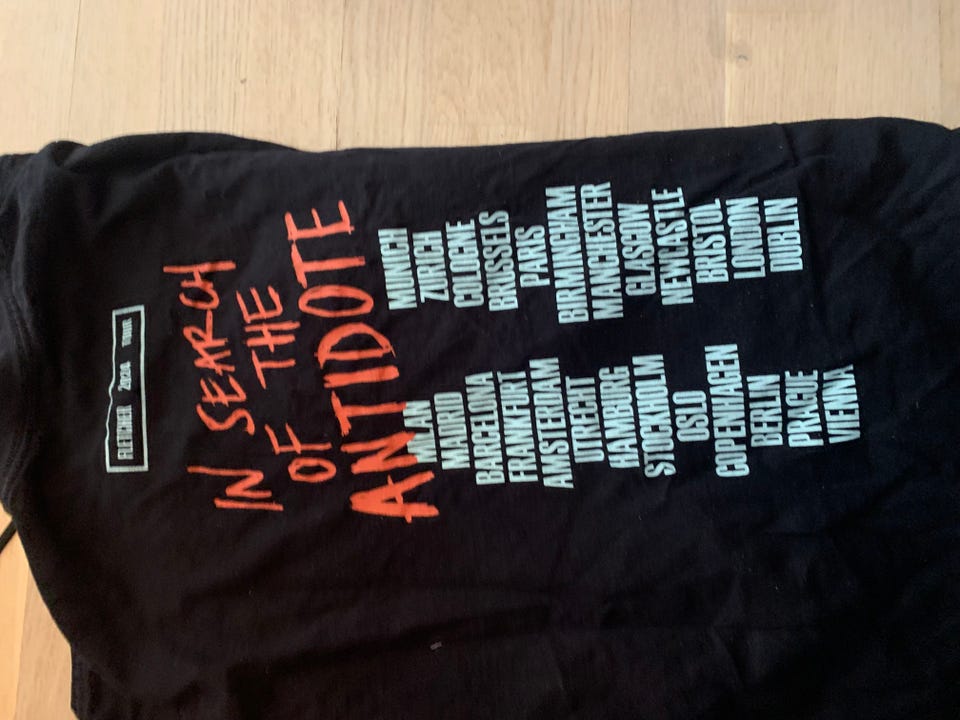 FLETCHER 2024 TOUR
IN SEARCH
OF THE
ANTIDOTE
MILAN
MADRID
BARCELONA
FRANKFURT
AMSTERDAM
UTRECHT
HAMBURG
STOCKHOLM
OSLO
COPENHAGEN
BERLIN
PRAGUE
VIENNA
MUNICH
ZURICH
COLOGNE
BRUSSELS
PARIS
BIRMINGHAM
MANCHESTER
GLASGOW
NEWCASTLE
BRISTOL
LONDON
DUBLIN